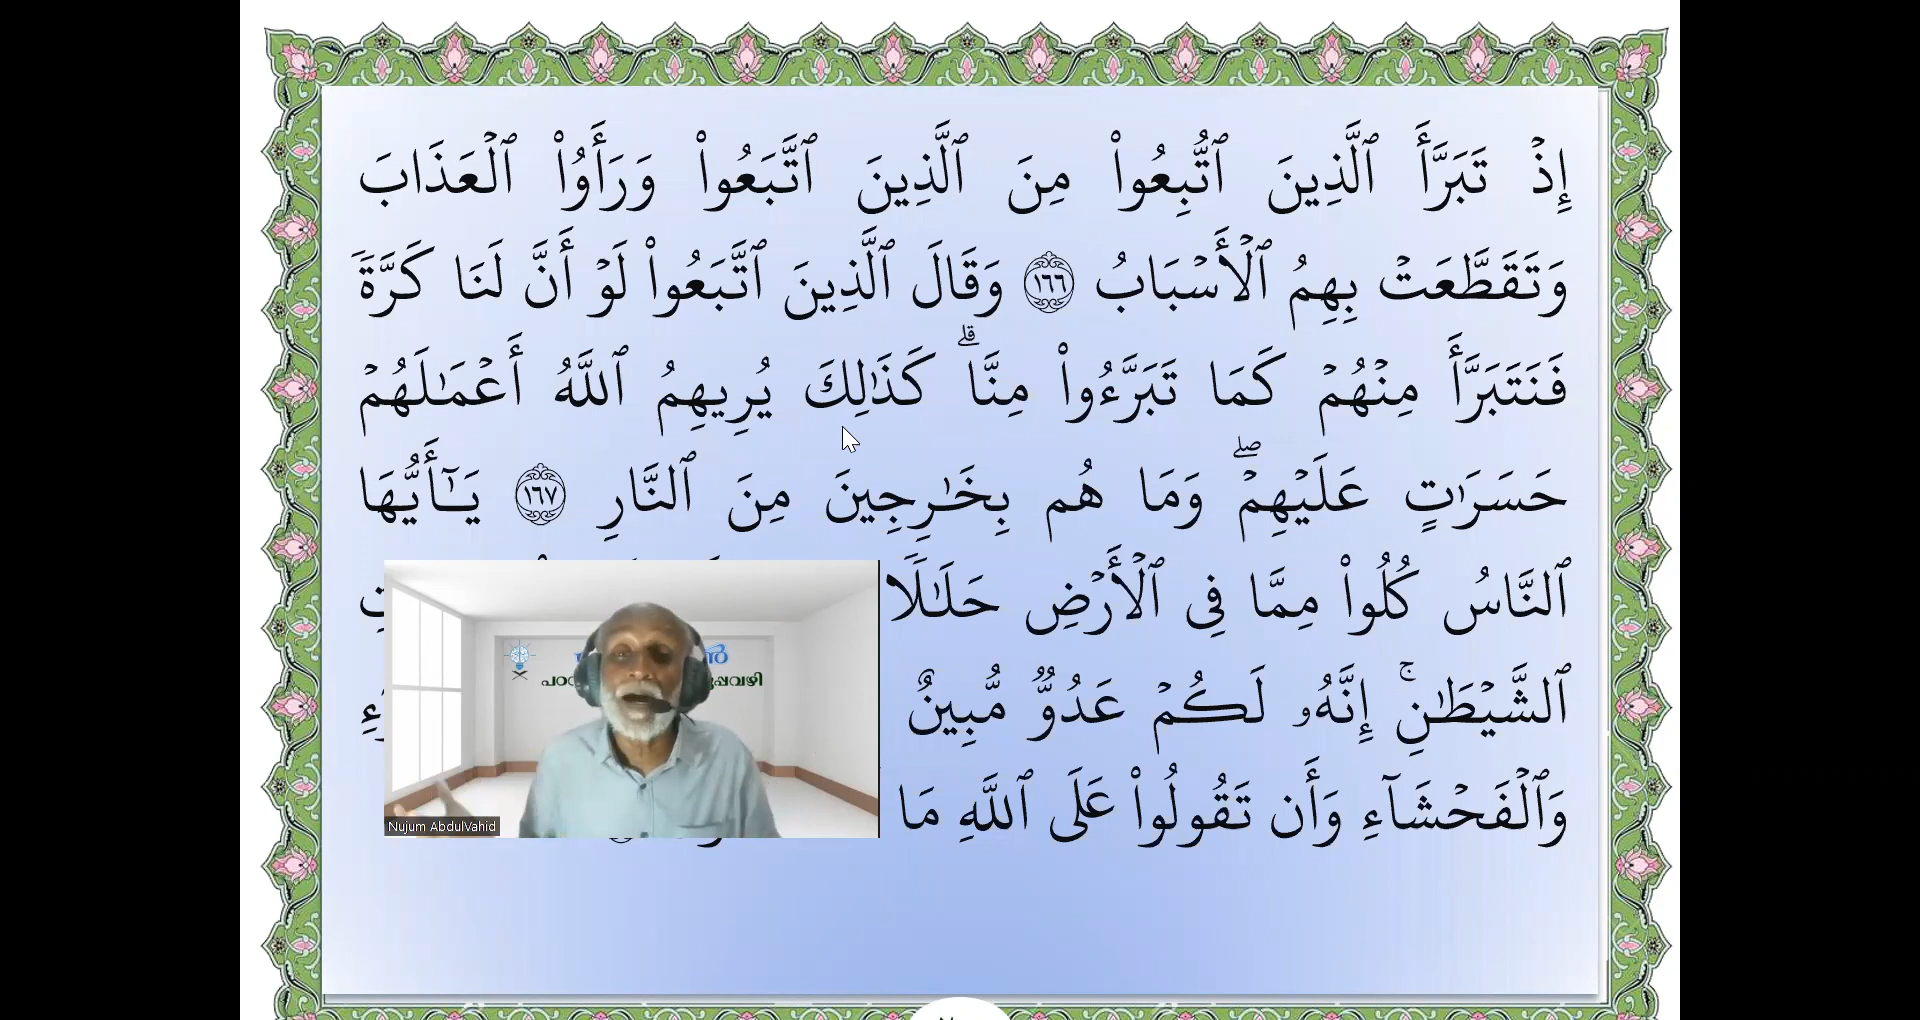 إِذۡ تَبَرَّأَ ٱلَّذِينَ ٱتُّبِعُواْ مِنَ ٱلَّذِينَ ٱتَّبَعُواْ وَرَأَوُاْ ٱلۡعَذَابَ
وَتَقَطَّعَتۡ بِهِمُ ٱلۡأَسۡبَابُ ١٦٦ وَقَالَ ٱلَّذِينَ ٱتَّبَعُواْ لَوۡ أَنَّ لَنَا كَرَّةٗ
فَنَتَبَرَّأَ مِنۡهُمۡ كَمَا تَبَرَّءُواْ مِنَّاۗ كَذَٰلِكَ يُرِيهِمُ ٱللَّهُ أَعۡمَٰلَهُمۡ
حَسَرَٰتٍ عَلَيۡهِمۡۖ وَمَا هُم بِخَٰرِجِينَ مِنَ ٱلنَّارِ ١٦٧ يَٰٓأَيُّهَا
ٱلنَّاسُ كُلُواْ مِمَّا فِي ٱلۡأَرۡضِ حَلَٰلٗا
ٱلشَّيۡطَٰنِۚ إِنَّهُۥ لَكُمۡ عَدُوّٞ مُّبِينٌ
وَٱلۡفَحۡشَآءِ وَأَن تَقُولُواْ عَلَى ٱللَّهِ مَا
Nujum AbdulVahid